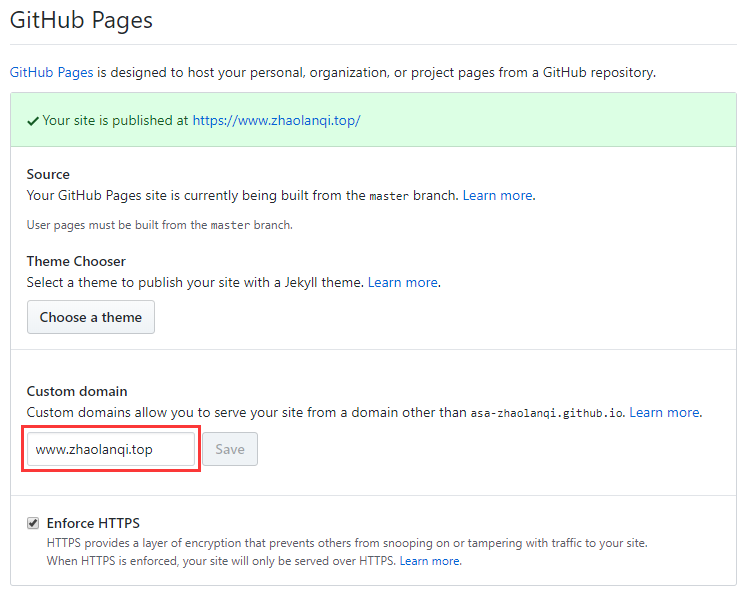 GitHub Pages
GitHub Pages is designed to host your personal, organization, or project pages from a GitHub repository.
Your site is published at https://www.zhaolanqi.top/
Source
Your GitHub Pages site is currently being built from the master branch. Learn more.
User pages must be built from the master branch.
Theme Chooser
Select a theme to publish your site with a Jekyll theme. Learn more.
Choose a theme
Custom domain
Custom domains allow you to serve your site from a domain other than asa-zhaolanqi.github.io. Learn more.
www.zhaolanqi.top Save
Enforce HTTPS
HTTPS provides a layer of encryption that prevents others from snooping on or tampering with traffic to your site.
When HTTPS is enforced, your site will only be served over HTTPS. Learn more.